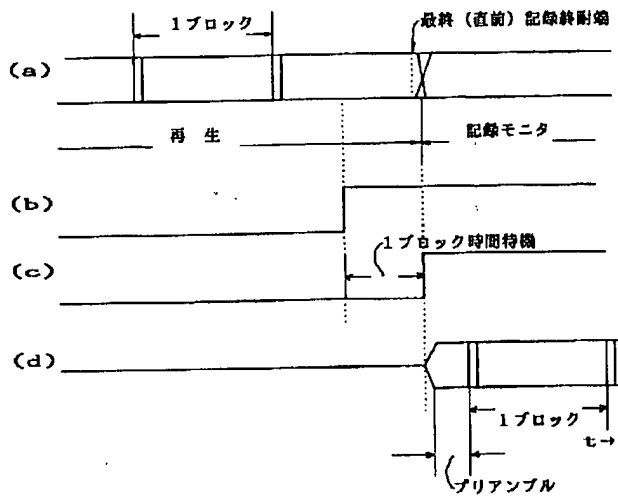 1ブロック
最終(直前)記録終耐端
(a)
再 生
記録モニタ
(b)
1ブロック時間待機
(c)
(d)
1ブロック
t→
プリアンブル